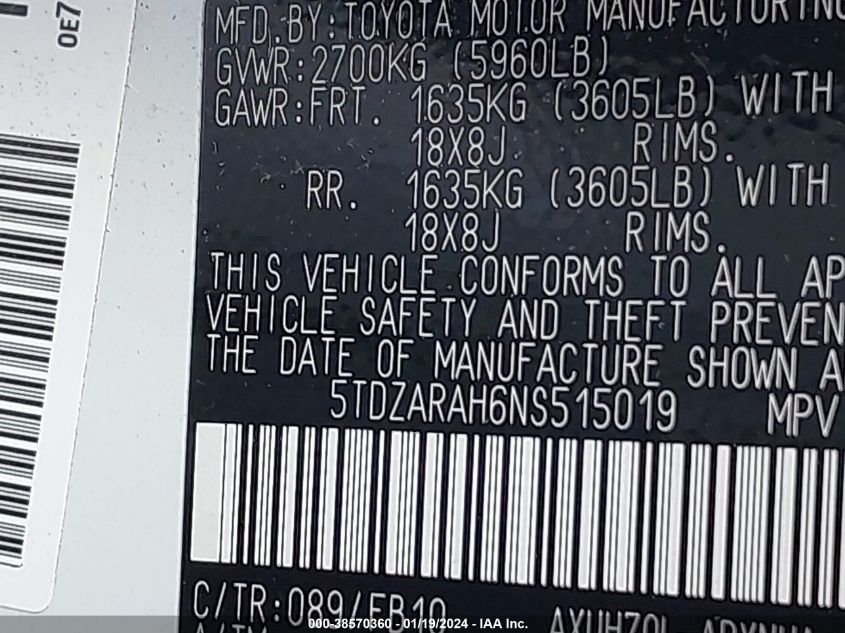 0E7
MFD. BY: TOYOTA MOTOR MANUFACTURING
GVWR: 2700KG (5960LB)
GAWR: FRT. 1635KG (3605LB) WITH
18X8J RIMS.
RR. 1635KG (3605LB) WITH
18X8J RIMS.
THIS VEHICLE CONFORMS TO ALL AP
VEHICLE SAFETY AND THEFT PREVEN
THE DATE OF MANUFACTURE SHOWN A
5TDZARAH6NS515019 MPV
C/TR: 089/FB10
AXUH70L
000-38570360 - 01/19/2024 - IAA Inc.